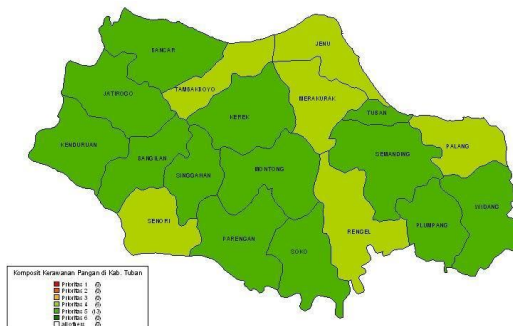 BANCAR
JENU
TAMBAKBOYO
JATIROGO
MERAKURAK
KEREK
TUBAN
KENDURUAN
PALANG
BANGILAN
SEMANDING
SINGGAHAN
MONTONG
WIDANG
SENORI
RENGEL
PLUMPANG
PARENGAN
SOKO
Komposit Kerawanan Pangan di Kab. Tuban
Prioritas 1
Prioritas 2
Prioritas 3
Prioritas 4
Prioritas 5
Prioritas 6